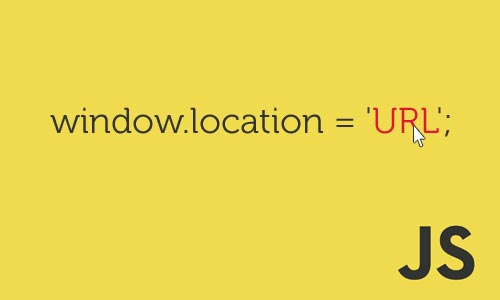 window.location = 'URL';
JS